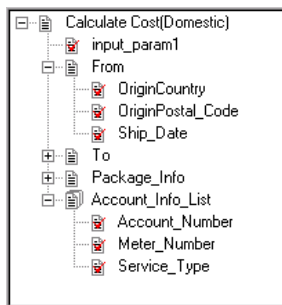 Calculate Cost(Domestic)
input_param1
From
OriginCountry
OriginPostal_Code
Ship_Date
To
Package_Info
Account_Info_List
Account_Number
Meter_Number
Service_Type